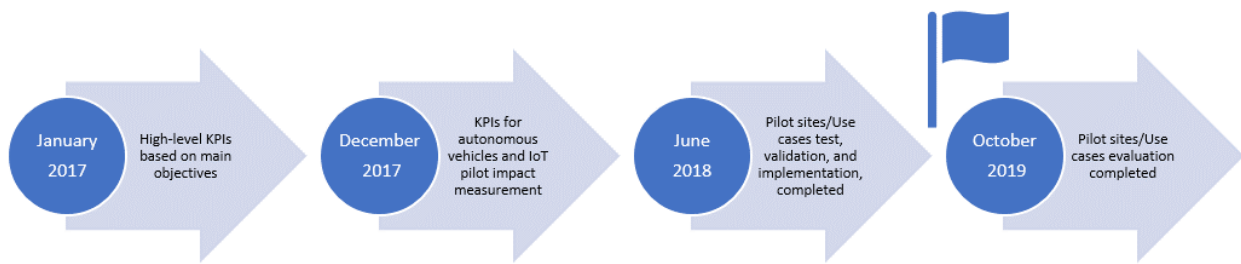 January
2017
High-level KPIs
based on main
objectives
December
2017
KPIs for
autonomous
vehicles and IoT
pilot impact
measurement
June
2018
Pilot sites/Use
cases test,
validation, and
implementation,
completed
October
2019
Pilot sites/Use
cases evaluation
completed